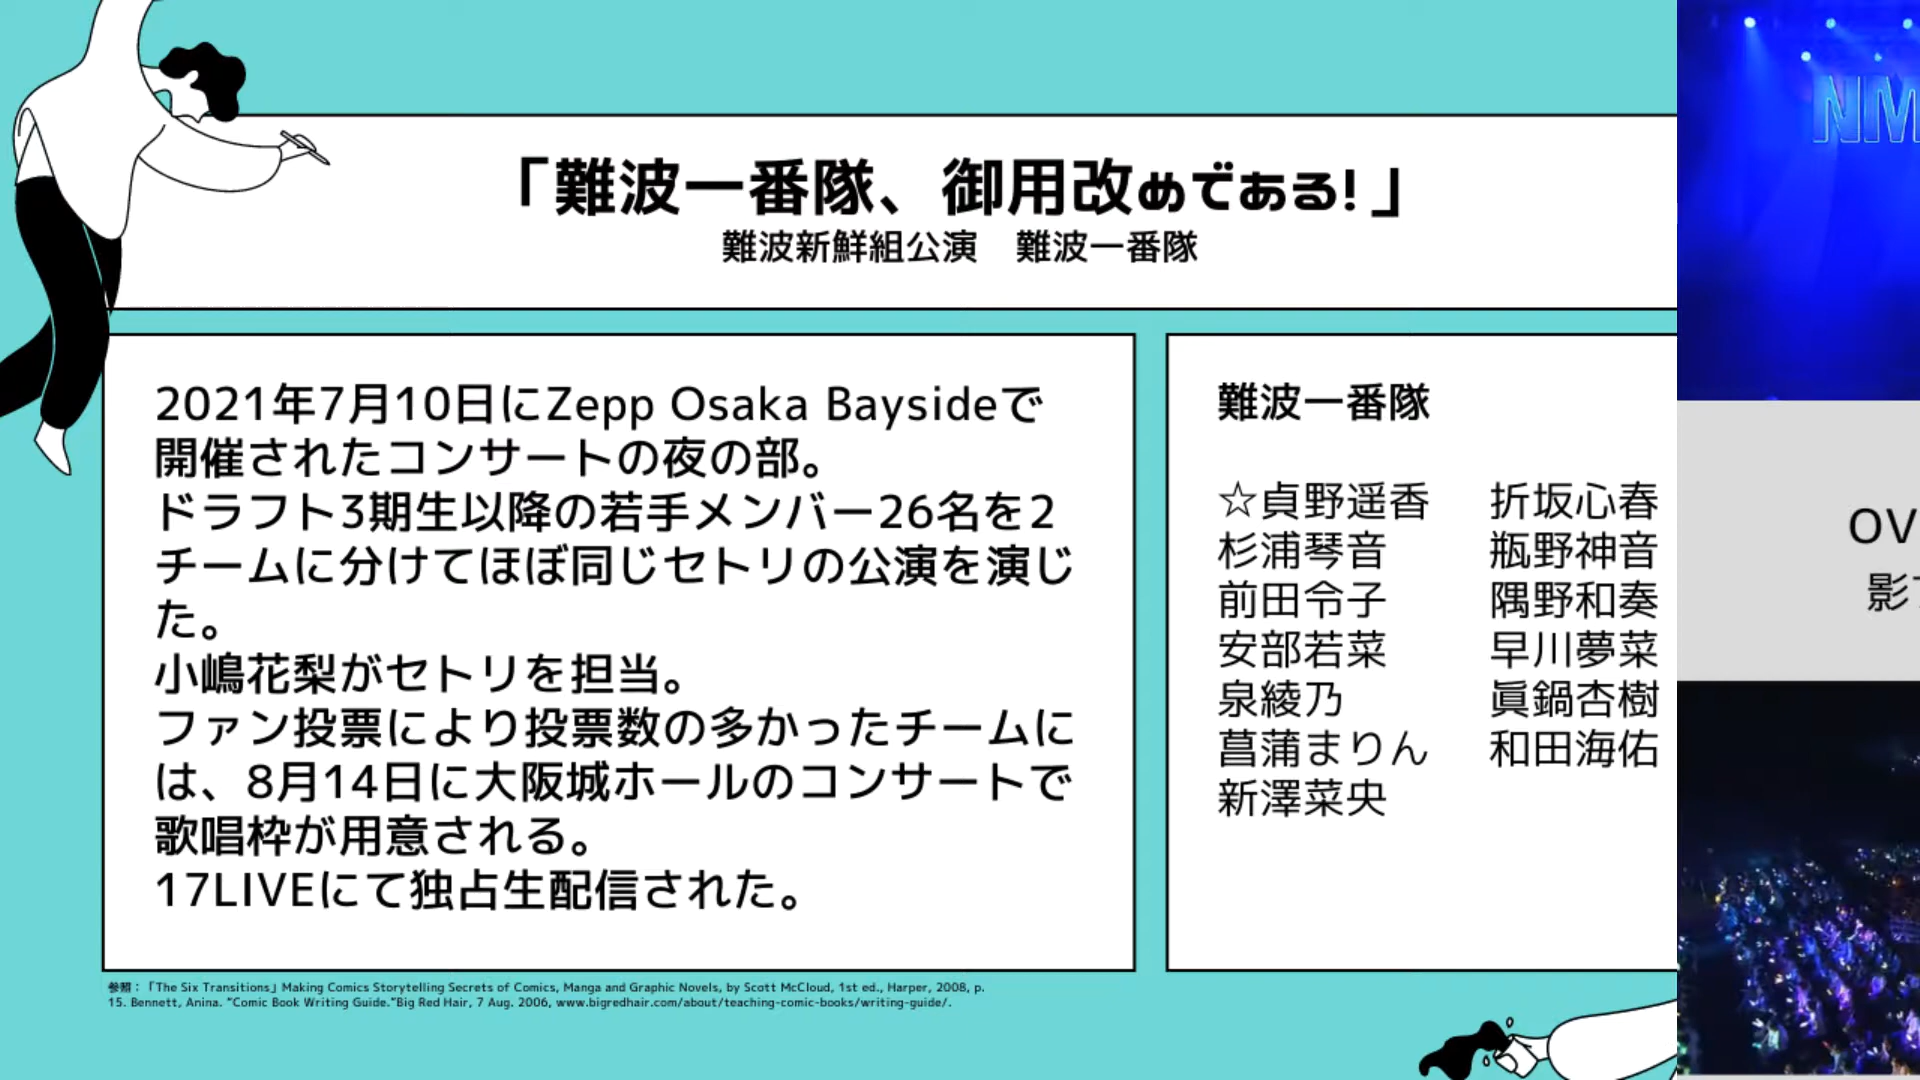 「難波一番隊、御用改めである!」
難波新鮮組公演　難波一番隊
2021年7月10日にZepp Osaka Baysideで
開催されたコンサートの夜の部。
ドラフト3期生以降の若手メンバー26名を2
チームに分けてほぼ同じセトリの公演を演じ
た。
小嶋花梨がセトリを担当。
ファン投票により投票数の多かったチームに
は、8月14日に大阪城ホールのコンサートで
歌唱枠が用意される。
17LIVEにて独占生配信された。
難波一番隊
☆貞野遥香　折坂心春
杉浦琴音　瓶野神音
前田令子　隅野和奏
安部若菜　早川夢菜
泉綾乃　眞鍋杏樹
菖蒲まりん　和田海佑
新澤菜央
参照：「The Six Transitions」Making Comics Storytelling Secrets of Comics, Manga and Graphic Novels, by Scott McCloud, 1st ed., Harper, 2008, p.
15. Bennett, Anina. “Comic Book Writing Guide.”Big Red Hair, 7 Aug. 2006, www.bigredhair.com/about/teaching-comic-books/writing-guide/.
NM
OV
影